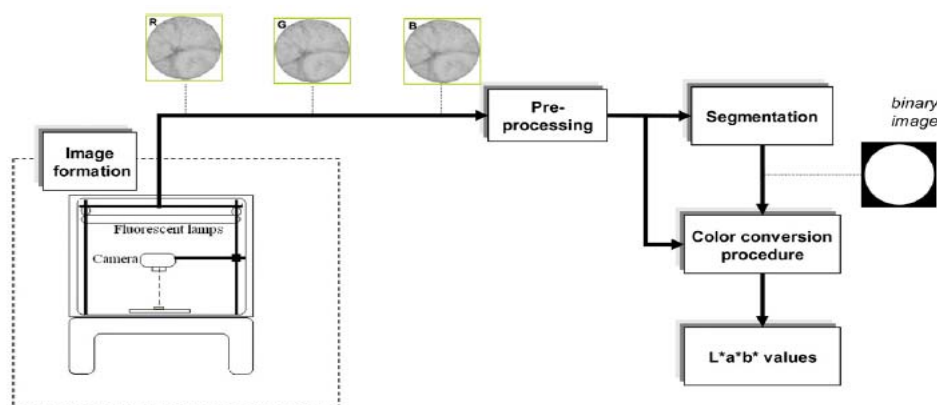 R
G
B
Pre-
processing
Segmentation
binary
image
Image
formation
Fluorescent lamps
Camera
Color conversion
procedure
L*a*b* values